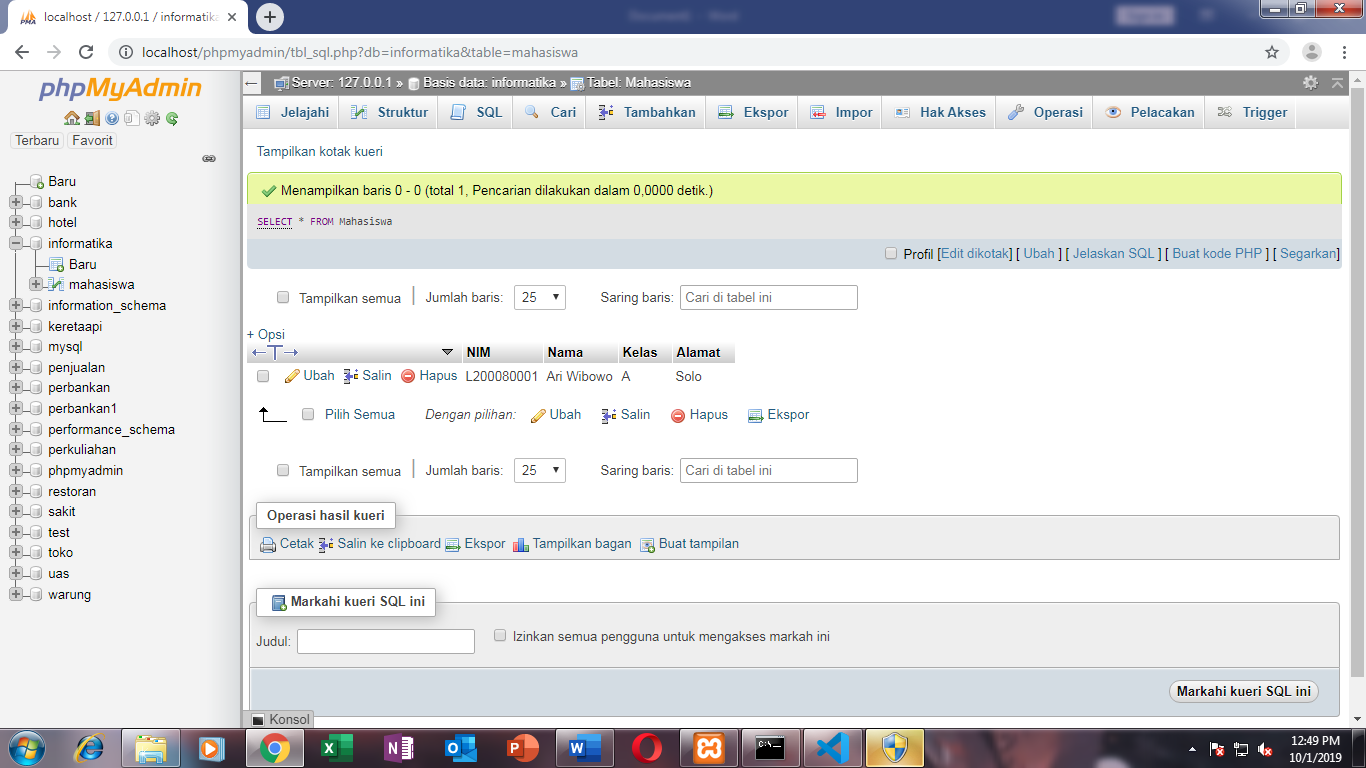 localhost / 127.0.0.1 / informatika
localhost/phpmyadmin/tbl_sql.php?db=informatika&table=mahasiswa
phpMyAdmin
Terbaru Favorit
Baru
bank
hotel
informatika
Baru
mahasiswa
information_schema
keretaapi
mysql
penjualan
perbankan
perbankan1
performance_schema
perkuliahan
phpmyadmin
restoran
sakit
test
toko
uas
warung
Server: 127.0.0.1 » Basis data: informatika » Tabel: Mahasiswa
Jelajahi Struktur SQL Cari Tambahkan Ekspor Impor Hak Akses Operasi Pelacakan Trigger
Tampilkan kotak kueri
Menampilkan baris 0 - 0 (total 1, Pencarian dilakukan dalam 0,0000 detik.)
SELECT * FROM Mahasiswa
Profil [Edit dikotak] [ Ubah ] [ Jelaskan SQL ] [ Buat kode PHP ] [ Segarkan]
Tampilkan semua | Jumlah baris: 25 Saring baris: Cari di tabel ini
+ Opsi
←T→ NIM Nama Kelas Alamat
Ubah Salin Hapus L200080001 Ari Wibowo A Solo
Pilih Semua Dengan pilihan: Ubah Salin Hapus Ekspor
Tampilkan semua | Jumlah baris: 25 Saring baris: Cari di tabel ini
Operasi hasil kueri
Cetak Salin ke clipboard Ekspor Tampilkan bagan Buat tampilan
Markahi kueri SQL ini
Judul: Izinkan semua pengguna untuk mengakses markah ini
Markahi kueri SQL ini
Konsol
12:49 PM
10/1/2019